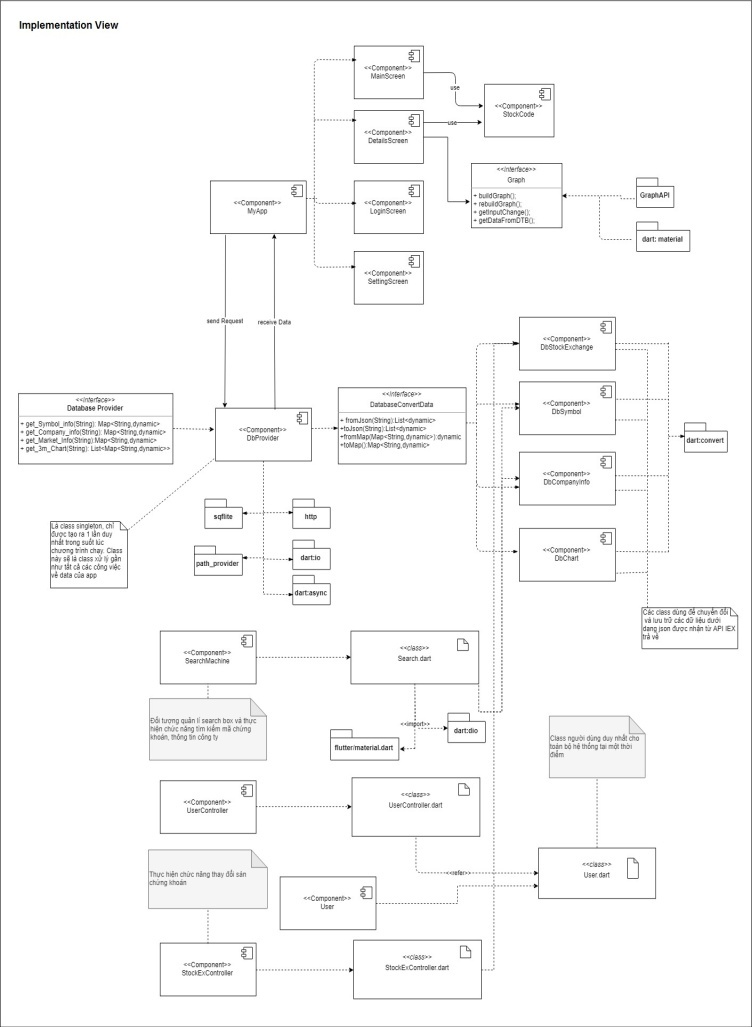 Implementation View
<<Component>>
MainScreen
use
<<Component>>
StockCode
<<Component>>
DetailsScreen
use
<<Interface>>
Graph
+ buildGraph();
+ rebuildGraph();
+ getInputChange();
+ getDataFromDTB();
GraphAPI
dart: material
<<Component>>
MyApp
<<Component>>
LoginScreen
<<Component>>
SettingScreen
send Request
receive Data
<<Component>>
DbStockExchange
<<Interface>>
Database Provider
+ get_Symbol_info(String): Map<String,dynamic>
+ get_Company_info(String): Map<String,dynamic>
+ get_Market_Info(String):Map<String,dynamic>
+ get_3m_Chart(String): List<Map<String,dynamic>>
<<Component>>
DbProvider
<<Interface>>
DatabaseConvertData
+ fromJson(String):List<dynamic>
+toJson(String):List<dynamic>
+fromMap(Map<String,dynamic>):dynamic
+toMap():Map<String,dynamic>
<<Component>>
DbSymbol
dart:convert
<<Component>>
DbCompanyInfo
<<Component>>
DbChart
sqflite
http
path_provider
dart:io
dart:async
Là class singleton, chỉ
được tạo ra 1 lần duy
nhất trong suốt lúc
chương trình chạy. Class
này sẽ là class xử lý gần
như tất cả các công việc
về data của app
Các class dùng để chuyển đổi
và lưu trữ các dữ liệu dưới
dạng json được nhận từ API IEX
trả về
<<Component>>
SearchMachine
<<class>>
Search.dart
Đối tượng quản lí search box và thực
hiện chức năng tìm kiếm mã chứng
khoán, thông tin công ty
<<import>>
dart:dio
flutter/material.dart
Class người dùng duy nhất cho
toàn bộ hệ thống tại một thời
điểm
<<Component>>
UserController
<<class>>
UserController.dart
Thực hiện chức năng thay đổi sàn
chứng khoán
<<refer>>
<<class>>
User.dart
<<Component>>
User
<<Component>>
StockExController
<<class>>
StockExController.dart